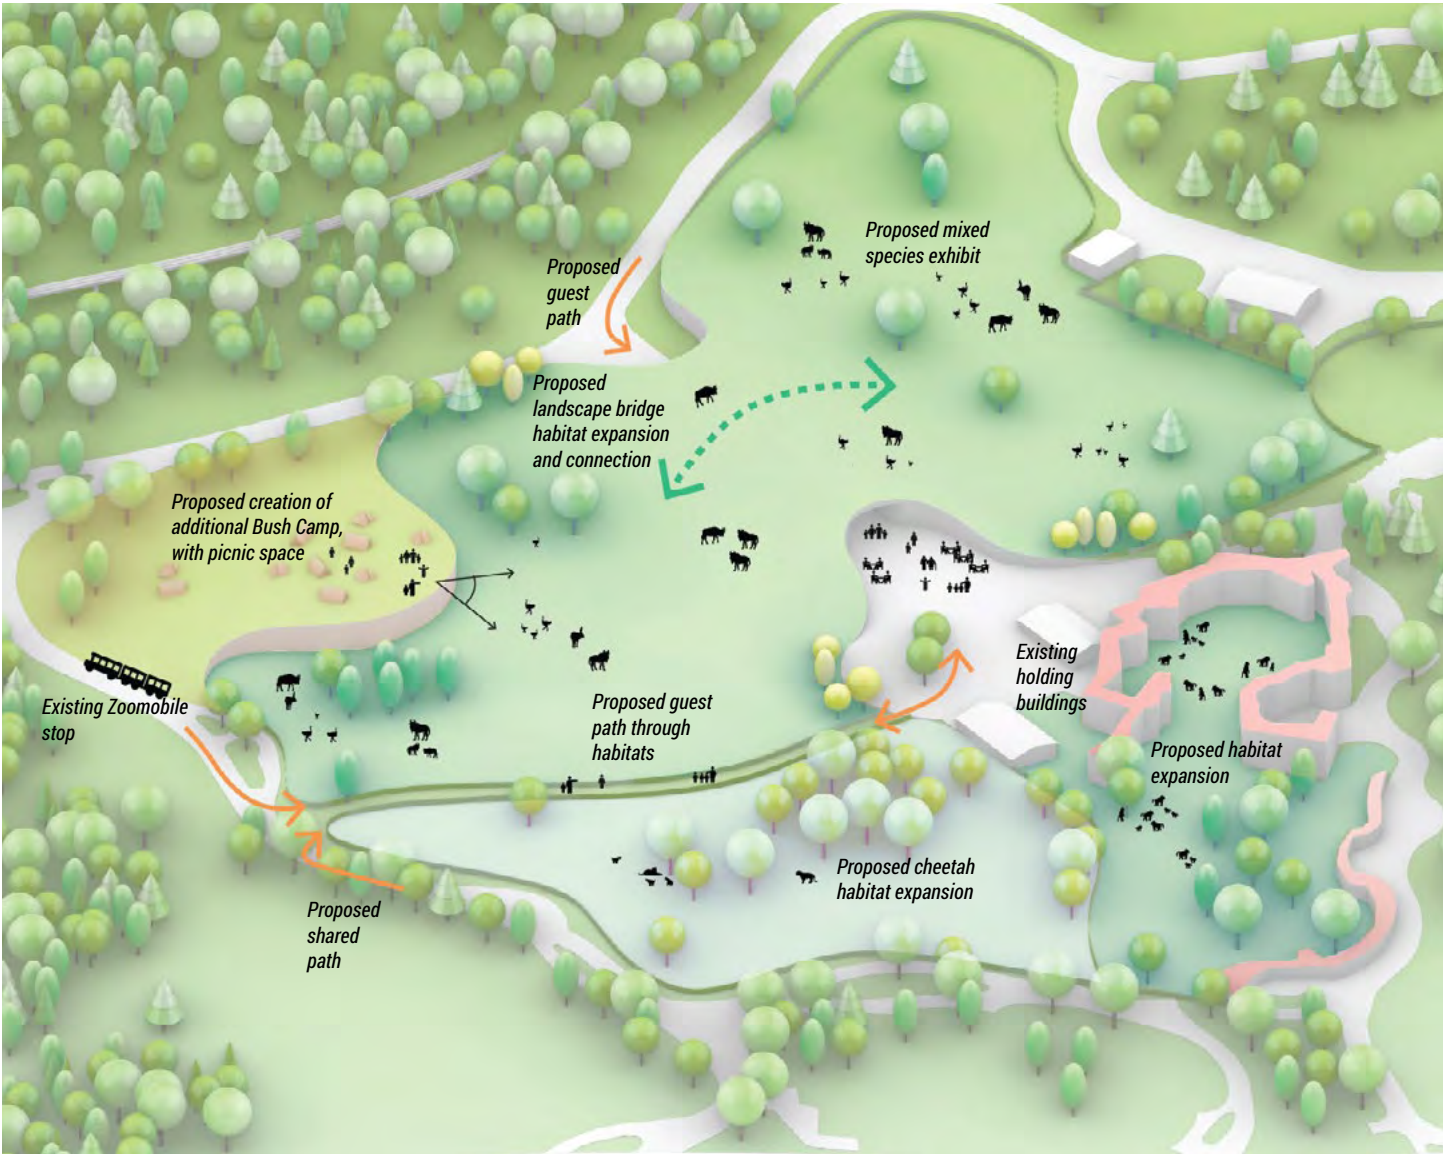 Proposed mixed
species exhibit
Proposed
guest
path
Proposed
landscape bridge
habitat expansion
and connection
Proposed creation of
additional Bush Camp,
with picnic space
Existing Zoomobile
stop
Proposed guest
path through
habitats
Existing
holding
buildings
Proposed habitat
expansion
Proposed cheetah
habitat expansion
Proposed
shared
path